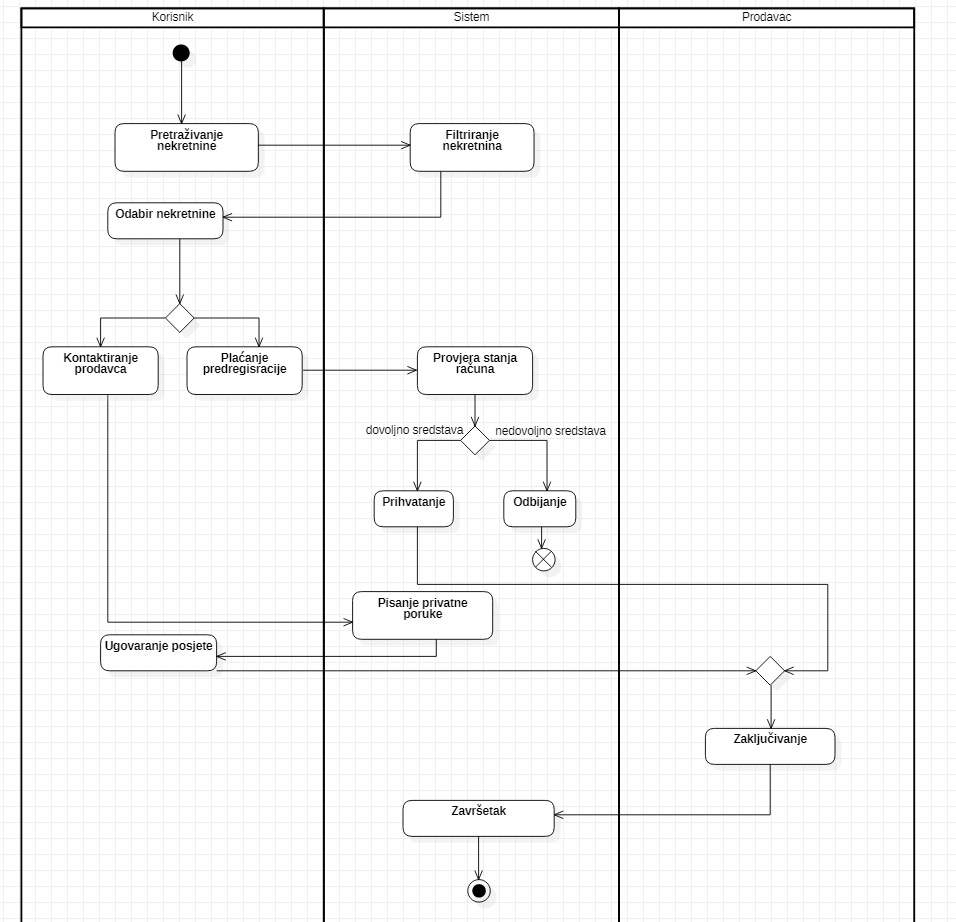 Korisnik
Sistem
Prodavac
Pretraživanje
nekretnine
Filtriranje
nekretnina
Odabir nekretnine
Kontaktiranje
prodavca
Plaćanje
predregisracije
Provjera stanja
računa
dovoljno sredstava
nedovoljno sredstava
Prihvatanje
Odbijanje
Pisanje privatne
poruke
Ugovaranje posjete
Zaključivanje
Završetak